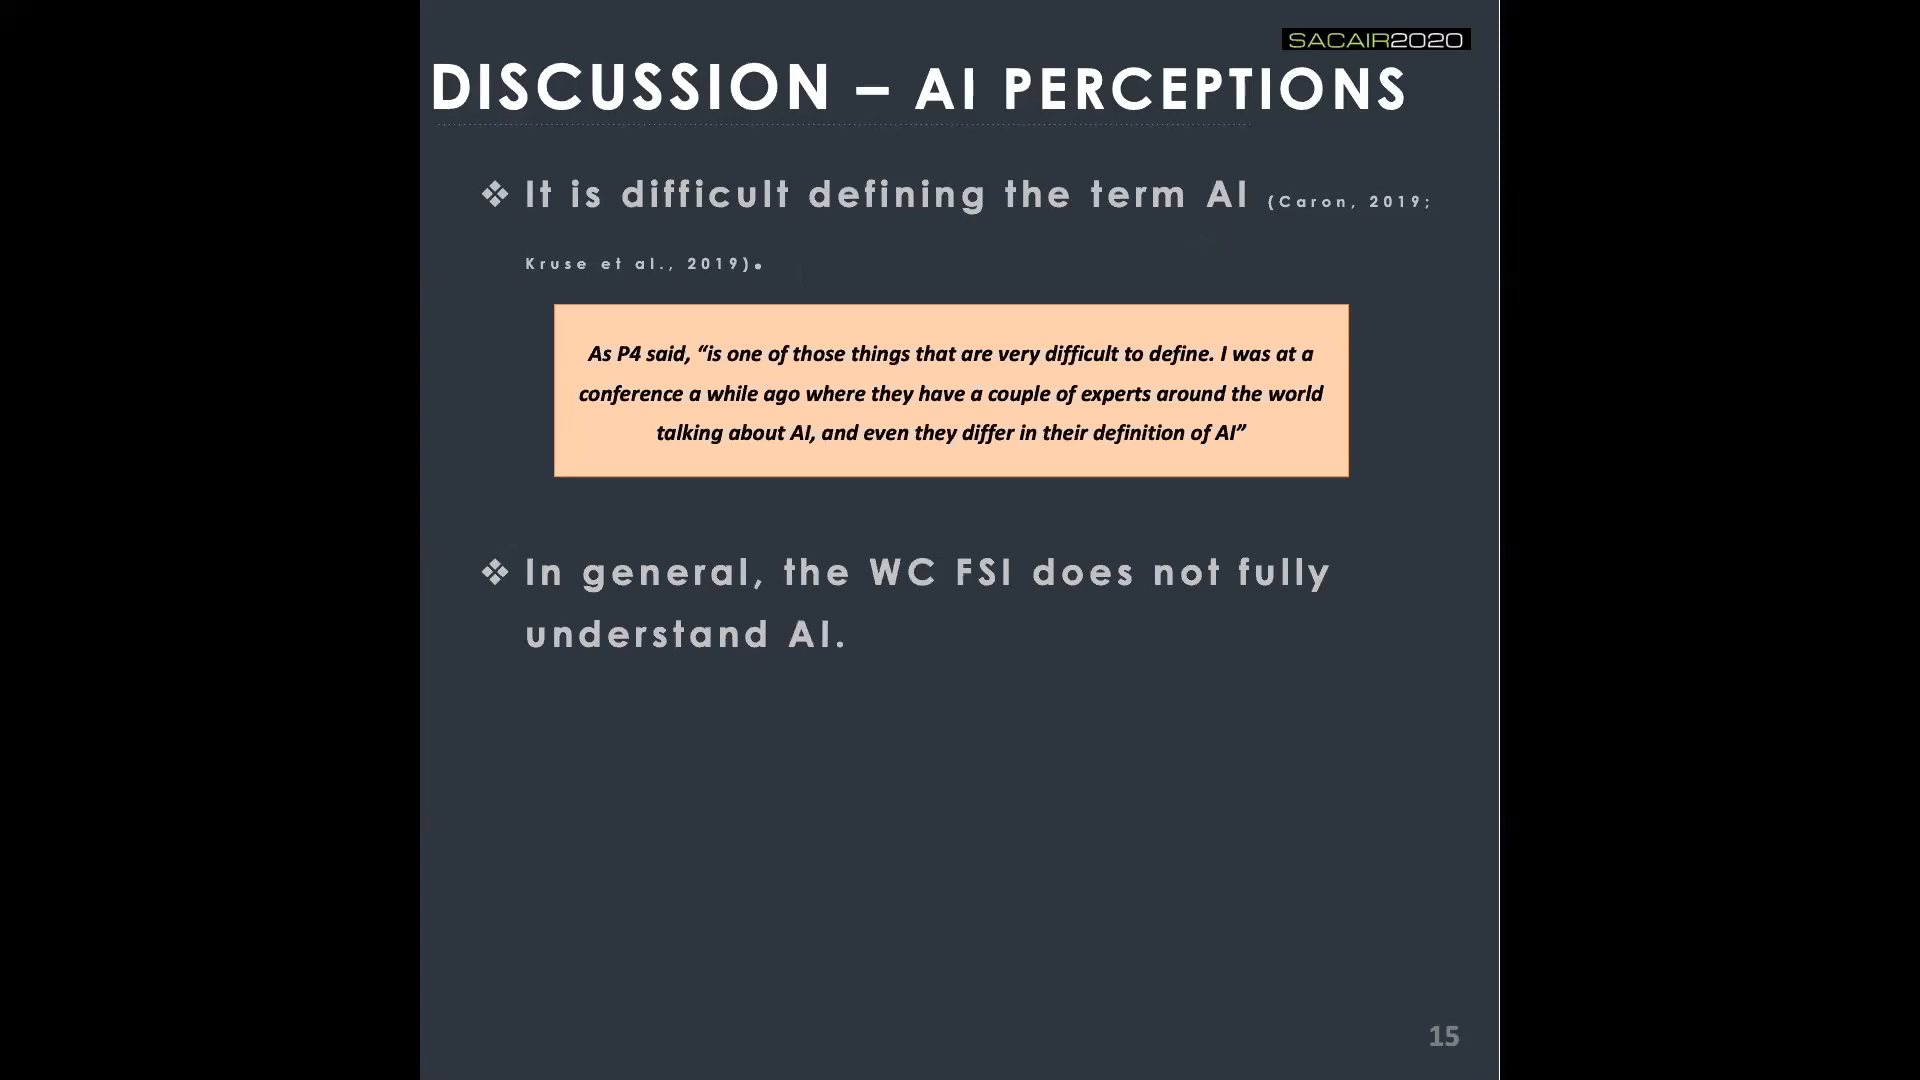 SACAIR2020
DISCUSSION – AI PERCEPTIONS
❖ It is difficult defining the term AI (Caron, 2019;
Kruse et al., 2019).
As P4 said, “is one of those things that are very difficult to define. I was at a
conference a while ago where they have a couple of experts around the world
talking about AI, and even they differ in their definition of AI”
❖ In general, the WC FSI does not fully
understand AI.
15